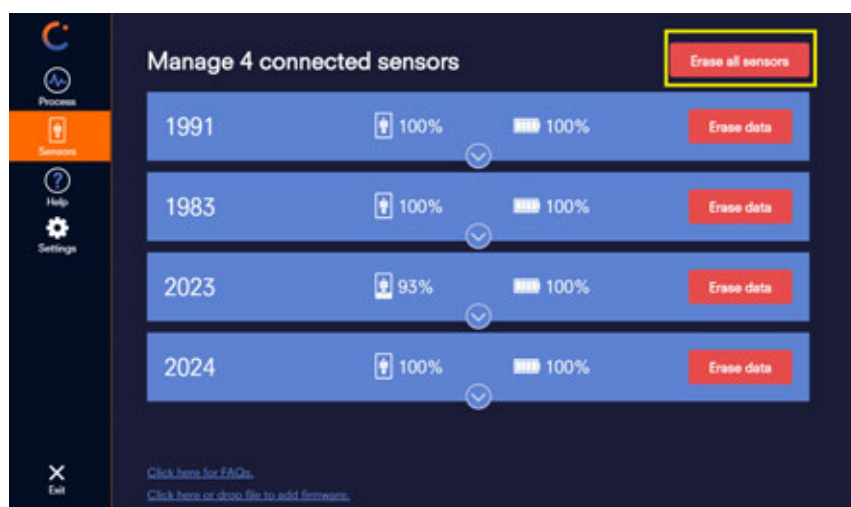 Manage 4 connected sensors
Erase all sensors
Process
Sensors
Help
Settings
Exit
1991 100% 100% Erase data
1983 100% 100% Erase data
2023 93% 100% Erase data
2024 100% 100% Erase data
Click here for FAQs.
Click here or drop file to add firmware.